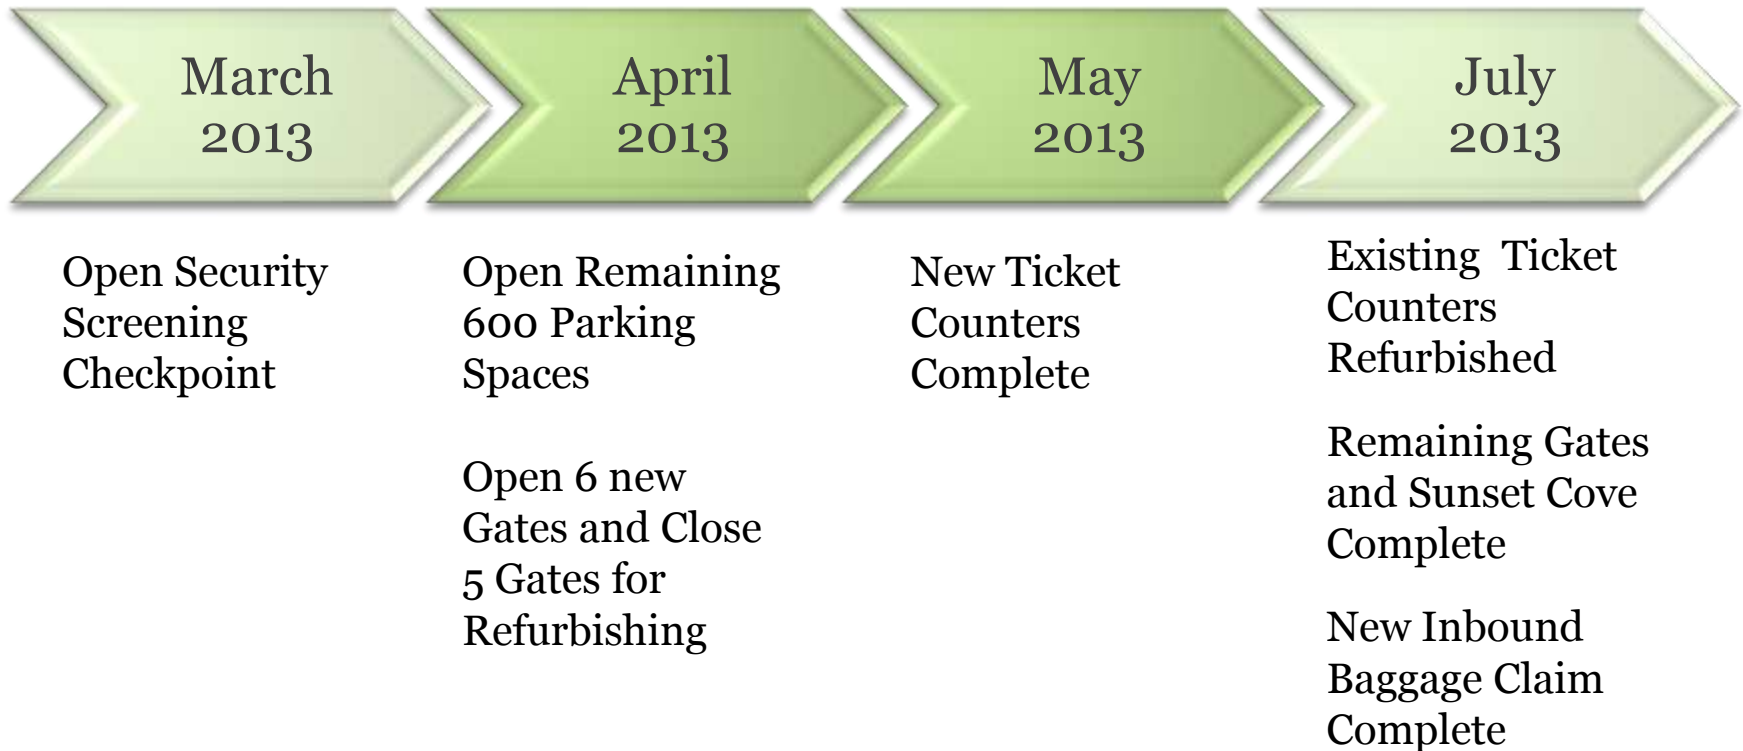 March
2013
April
2013
May
2013
July
2013
Open Security
Screening
Checkpoint
Open Remaining
600 Parking
Spaces
Open 6 new
Gates and Close
5 Gates for
Refurbishing
New Ticket
Counters
Complete
Existing Ticket
Counters
Refurbished
Remaining Gates
and Sunset Cove
Complete
New Inbound
Baggage Claim
Complete